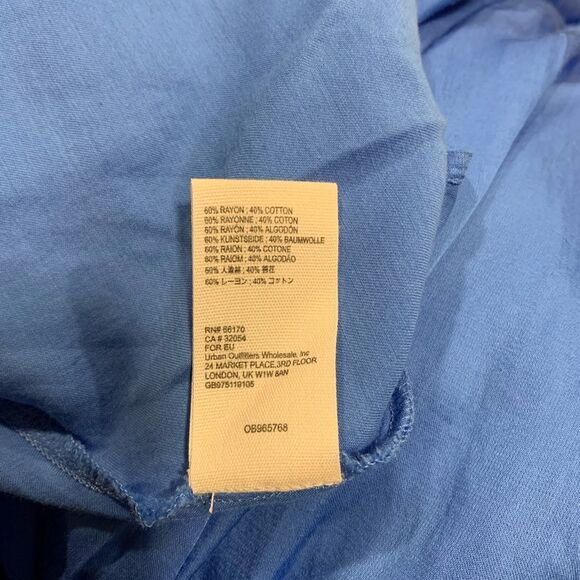 60% RAYON ; 40% COTTON
60% RAYONNE ; 40% COTON
60% RAYÓN ; 40% ALGODÓN
60% KUNSTSEIDE ; 40% BAUMWOLLE
60% RAION ; 40% COTONE
60% RAIOM ; 40% ALGODÃO
60% 人造絲 ; 40% 棉花
60% レーヨン ; 40% コットン
RN# 66170
CA # 32054
FOR EU
Urban Outfitters Wholesale, Inc
24 MARKET PLACE,3RD FLOOR
LONDON, UK W1W 8AN
GB975119105
OB965768